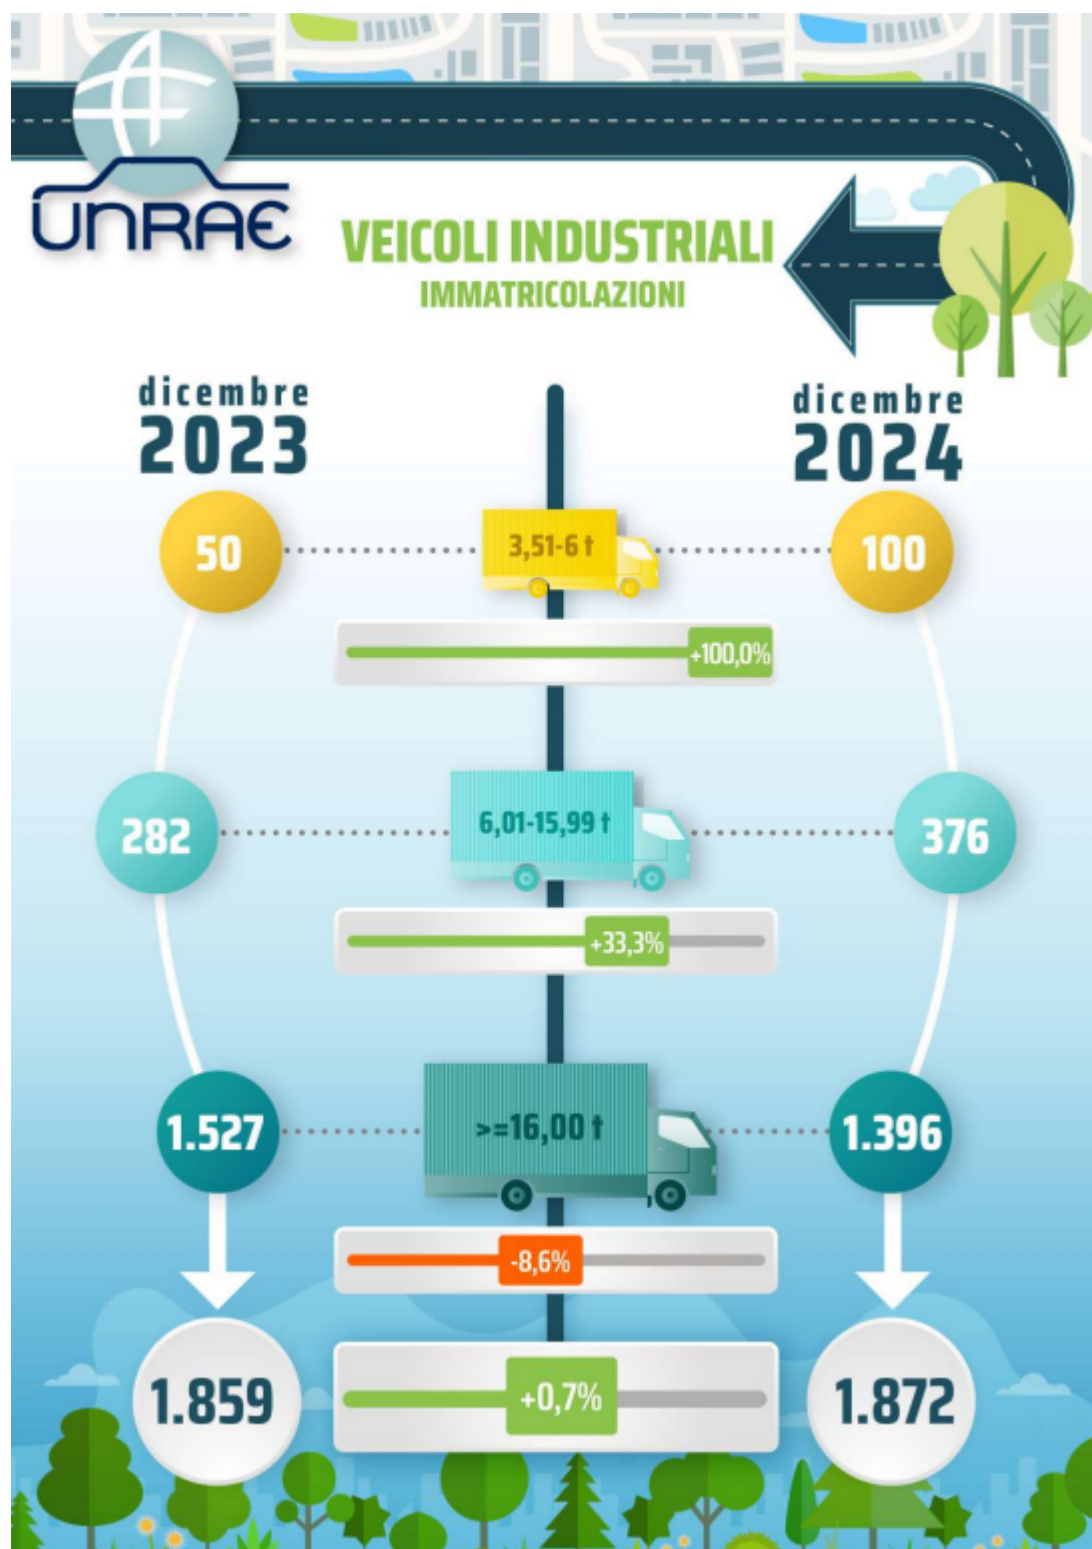 UNRAE
VEICOLI INDUSTRIALI
IMMATRICOLAZIONI
dicembre
2023
dicembre
2024
50
3,51-6 t
100
+100,0%
282
6,01-15,99 t
376
+33,3%
1.527
>=16,00 t
1.396
-8,6%
1.859
+0,7%
1.872